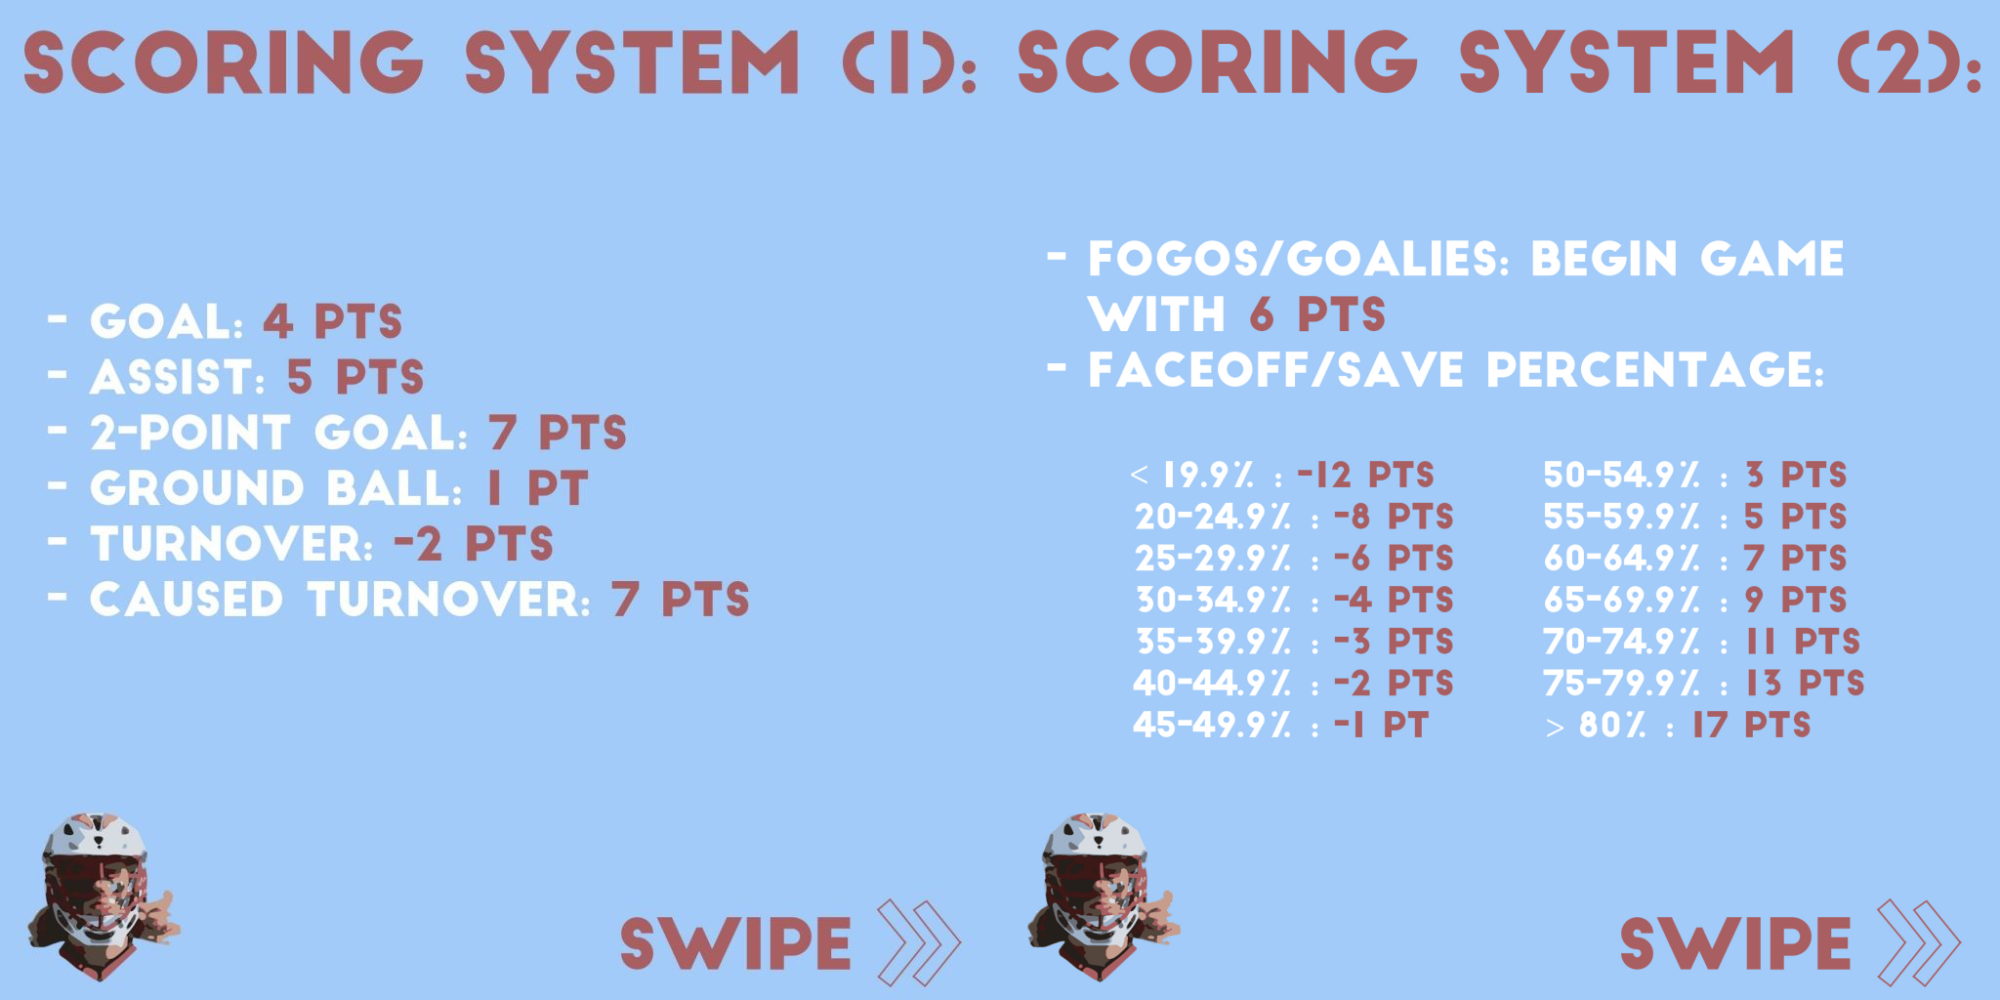 SCORING SYSTEM (1):
- GOAL: 4 PTS
- ASSIST: 5 PTS
- 2-POINT GOAL: 7 PTS
- GROUND BALL: 1 PT
- TURNOVER: -2 PTS
- CAUSED TURNOVER: 7 PTS
SWIPE
SCORING SYSTEM (2):
- FOGOS/GOALIES: BEGIN GAME
WITH 6 PTS
- FACEOFF/SAVE PERCENTAGE:
< 19.9% : -12 PTS
20-24.9% : -8 PTS
25-29.9% : -6 PTS
30-34.9% : -4 PTS
35-39.9% : -3 PTS
40-44.9% : -2 PTS
45-49.9% : -1 PT
50-54.9% : 3 PTS
55-59.9% : 5 PTS
60-64.9% : 7 PTS
65-69.9% : 9 PTS
70-74.9% : 11 PTS
75-79.9% : 13 PTS
> 80% : 17 PTS
SWIPE